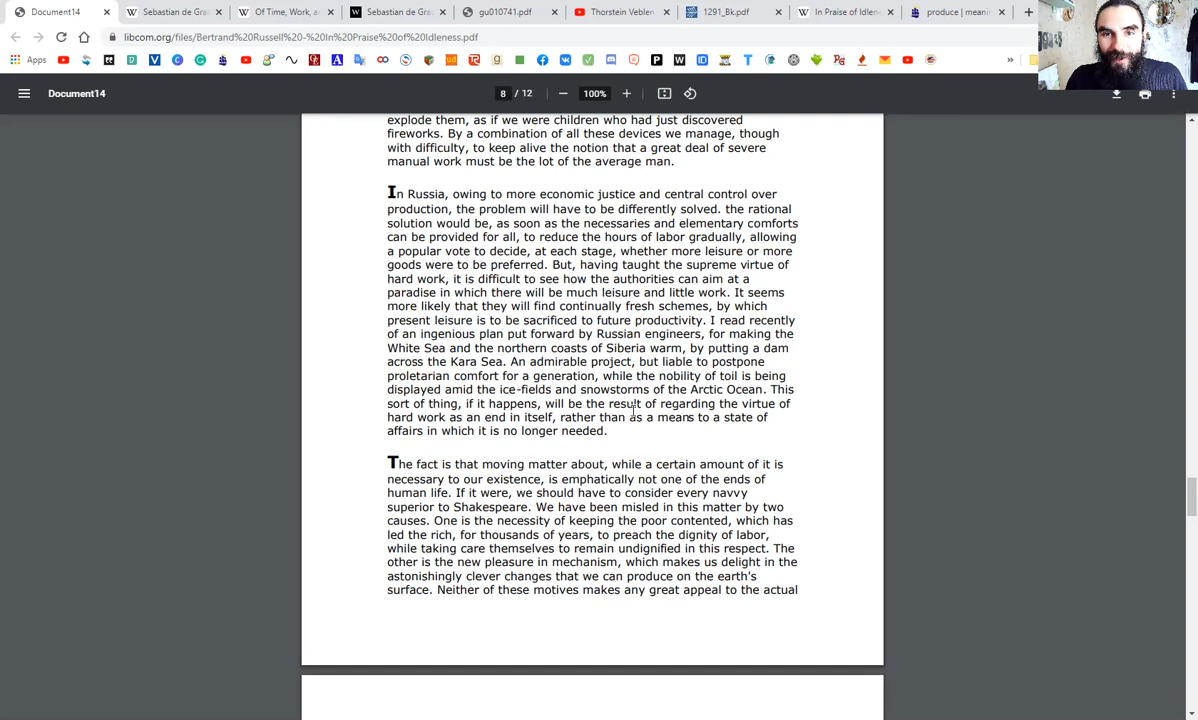 Document14
Sebastian de Gra
Of Time, Work, a
Sebastian de Gra
gu010741.pdf
Thorstein Veblen
1291_Bk.pdf
In Praise of Idlen
produce | meanin
libcom.org/files/Bertrand%20Russell%20-%20In%20Praise%20of%20Idleness.pdf
Apps
»
Document14
8 / 12
100%
explode them, as if we were children who had just discovered
fireworks. By a combination of all these devices we manage, though
with difficulty, to keep alive the notion that a great deal of severe
manual work must be the lot of the average man.
In Russia, owing to more economic justice and central control over
production, the problem will have to be differently solved. the rational
solution would be, as soon as the necessaries and elementary comforts
can be provided for all, to reduce the hours of labor gradually, allowing
a popular vote to decide, at each stage, whether more leisure or more
goods were to be preferred. But, having taught the supreme virtue of
hard work, it is difficult to see how the authorities can aim at a
paradise in which there will be much leisure and little work. It seems
more likely that they will find continually fresh schemes, by which
present leisure is to be sacrificed to future productivity. I read recently
of an ingenious plan put forward by Russian engineers, for making the
White Sea and the northern coasts of Siberia warm, by putting a dam
across the Kara Sea. An admirable project, but liable to postpone
proletarian comfort for a generation, while the nobility of toil is being
displayed amid the ice-fields and snowstorms of the Arctic Ocean. This
sort of thing, if it happens, will be the result of regarding the virtue of
hard work as an end in itself, rather than as a means to a state of
affairs in which it is no longer needed.
The fact is that moving matter about, while a certain amount of it is
necessary to our existence, is emphatically not one of the ends of
human life. If it were, we should have to consider every navvy
superior to Shakespeare. We have been misled in this matter by two
causes. One is the necessity of keeping the poor contented, which has
led the rich, for thousands of years, to preach the dignity of labor,
while taking care themselves to remain undignified in this respect. The
other is the new pleasure in mechanism, which makes us delight in the
astonishingly clever changes that we can produce on the earth's
surface. Neither of these motives makes any great appeal to the actual